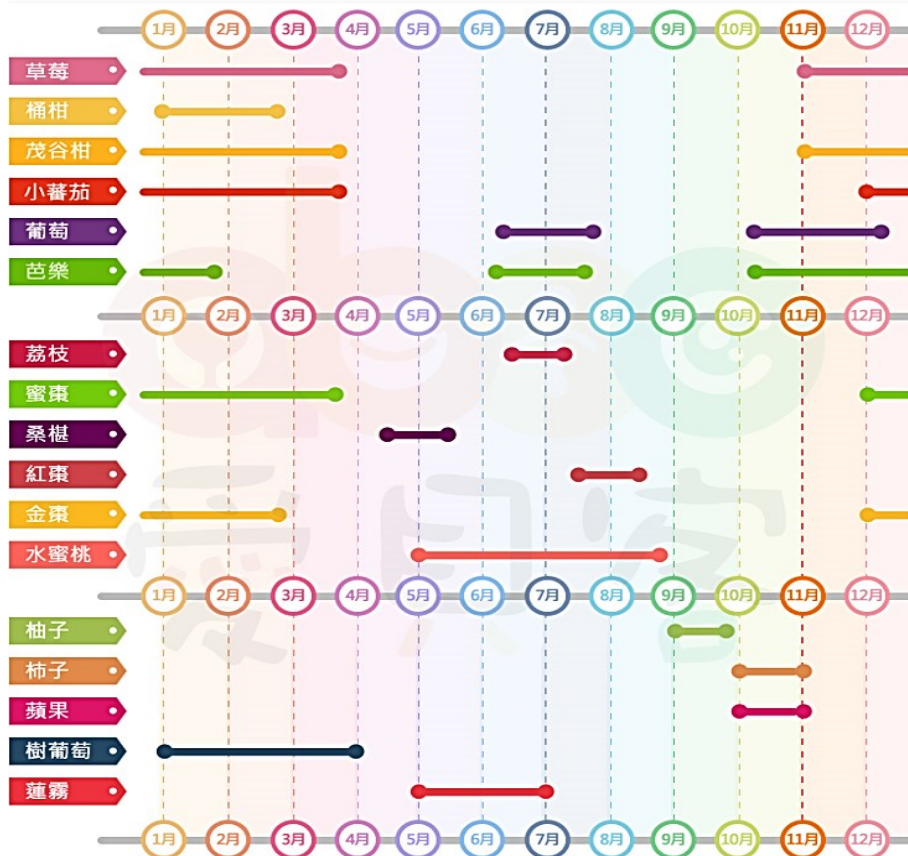 1月 2月 3月 4月 5月 6月 7月 8月 9月 10月 11月 12月
草莓
桶柑
茂谷柑
小蕃茄
葡萄
芭樂
1月 2月 3月 4月 5月 6月 7月 8月 9月 10月 11月 12月
荔枝
蜜棗
桑椹
紅棗
金棗
水蜜桃
1月 2月 3月 4月 5月 6月 7月 8月 9月 10月 11月 12月
柚子
柿子
蘋果
樹葡萄
蓮霧
1月 2月 3月 4月 5月 6月 7月 8月 9月 10月 11月 12月
愛貝客